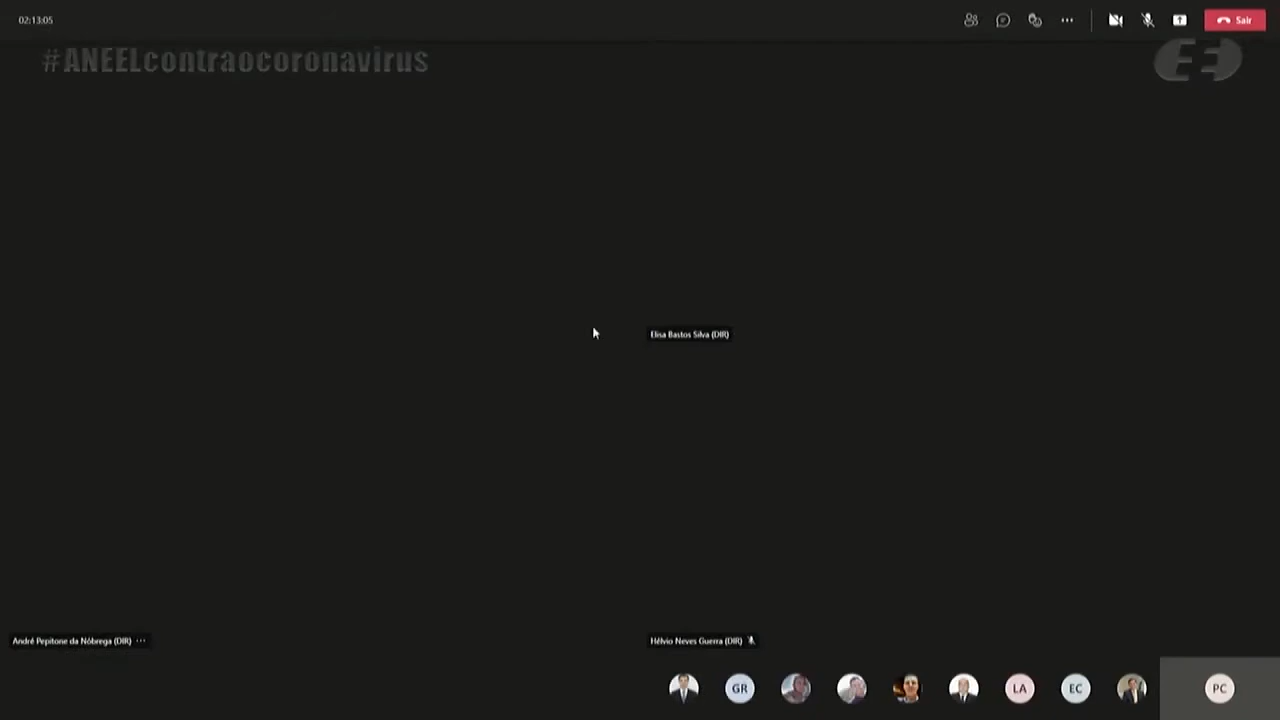 02:13:05
Sair
#ANEELcontraocoronavirus
Elisa Bastos Silva (DIR)
André Pepitone da Nóbrega (DIR) ···
Hélvio Neves Guerra (DIR)
GR
LA
EC
PC